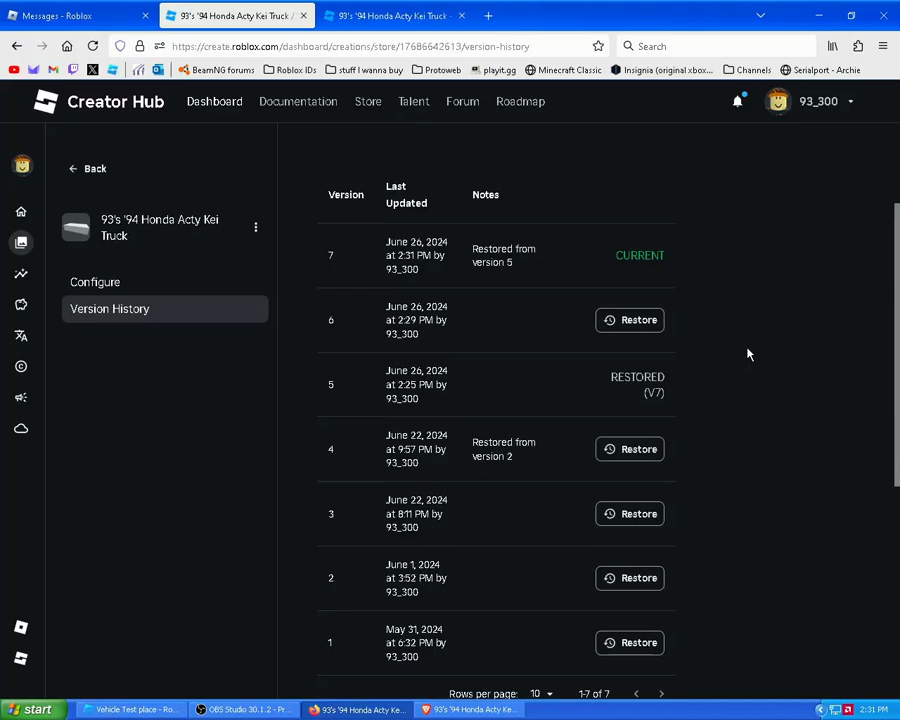 Messages - Roblox
93's '94 Honda Acty Kei Truck /
93's '94 Honda Acty Kei Truck -
https://create.roblox.com/dashboard/creations/store/17686642613/version-history
Search
BeamNG forums
Roblox IDs
stuff I wanna buy
Protoweb
playit.gg
Minecraft Classic
Insignia (original xbox...
Channels
Serialport - Archie
Creator Hub
Dashboard
Documentation
Store
Talent
Forum
Roadmap
93_300
Back
93's '94 Honda Acty Kei
Truck
Configure
Version History
Version
Last
Updated
Notes
7
June 26, 2024
at 2:31 PM by
93_300
Restored from
version 5
CURRENT
6
June 26, 2024
at 2:29 PM by
93_300
Restore
5
June 26, 2024
at 2:25 PM by
93_300
RESTORED
(V7)
4
June 22, 2024
at 9:57 PM by
93_300
Restored from
version 2
Restore
3
June 22, 2024
at 8:11 PM by
93_300
Restore
2
June 1, 2024
at 3:52 PM by
93_300
Restore
1
May 31, 2024
at 6:32 PM by
93_300
Restore
Rows per page:
10
1-7 of 7
start
Vehicle Test place - Ro...
OBS Studio 30.1.2 - Pr...
93's '94 Honda Acty Ke...
93's '94 Honda Acty Ke...
2:31 PM